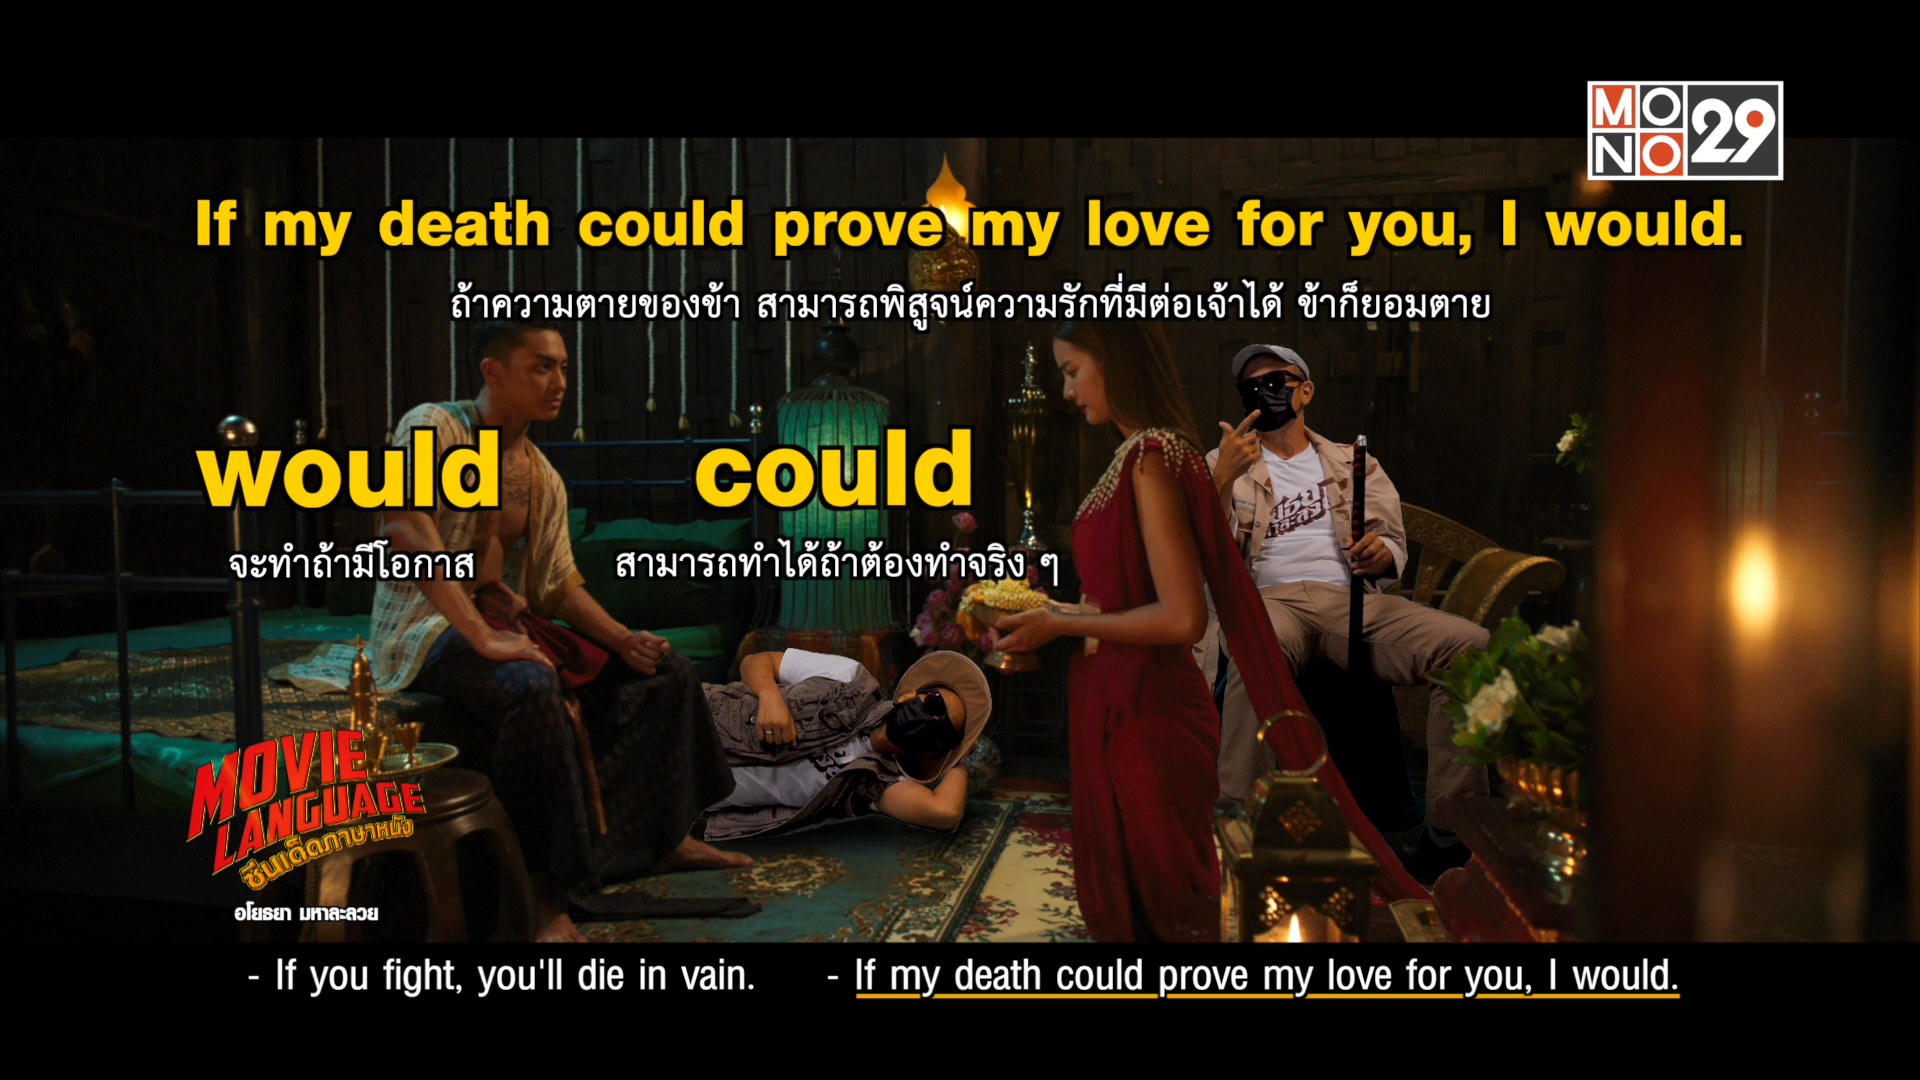 MONO 29
If my death could prove my love for you, I would.
ถ้าความตายของข้า สามารถพิสูจน์ความรักที่มีต่อเจ้าได้ ข้าก็ยอมตาย
would could
จะทำถ้ามีโอกาส สามารถทำได้ถ้าต้องทำจริง ๆ
MOVIE
LANGUAGE
ซีนเด็ดภาษาหนัง
อโยธยา มหาละลวย
- If you fight, you'll die in vain. - If my death could prove my love for you, I would.